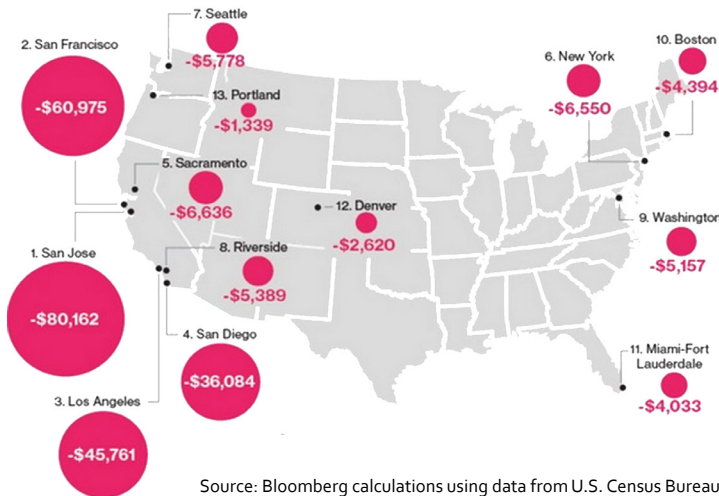 7. Seattle
-$5,778
2. San Francisco
-$60,975
13. Portland
-$1,339
6. New York
-$6,550
10. Boston
-$4,394
5. Sacramento
-$6,636
12. Denver
-$2,620
9. Washington
-$5,157
1. San Jose
-$80,162
8. Riverside
-$5,389
4. San Diego
-$36,084
3. Los Angeles
-$45,761
11. Miami-Fort
Lauderdale
-$4,033
Source: Bloomberg calculations using data from U.S. Census Bureau